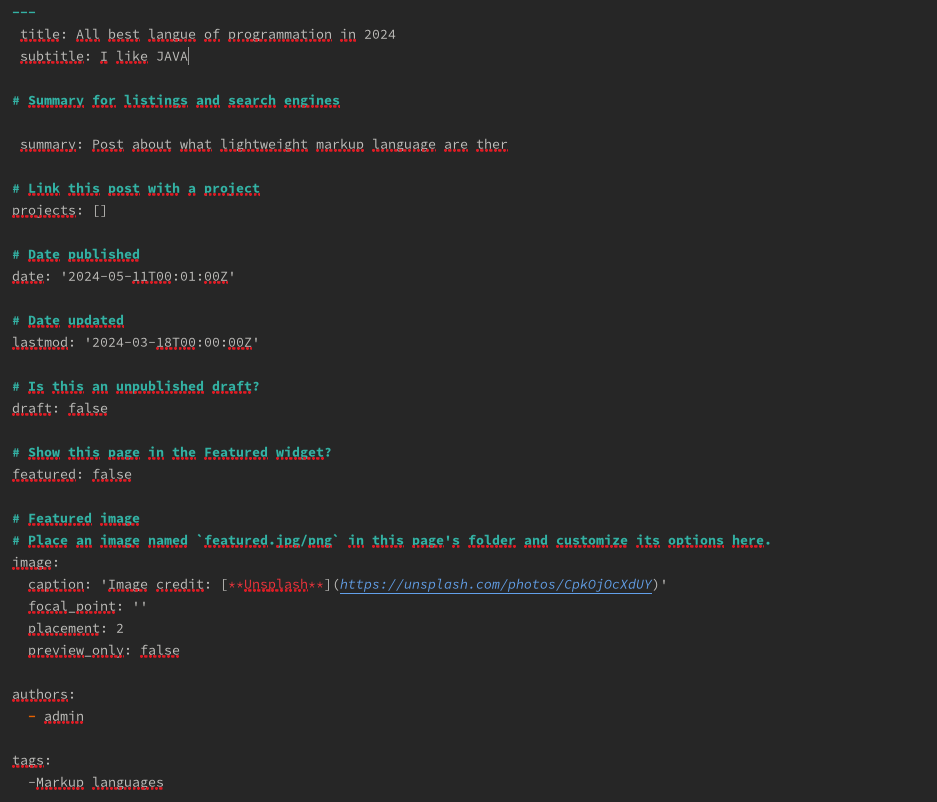 ---
title: All best langue of programmation in 2024
subtitle: I like JAVA
# Summary for listings and search engines
summary: Post about what lightweight markup language are ther
# Link this post with a project
projects: []
# Date published
date: '2024-05-11T00:01:00Z'
# Date updated
lastmod: '2024-03-18T00:00:00Z'
# Is this an unpublished draft?
draft: false
# Show this page in the Featured widget?
featured: false
# Featured image
# Place an image named `featured.jpg/png` in this page's folder and customize its options here.
image:
caption: 'Image credit: [**Unsplash**](https://unsplash.com/photos/CpkOjOcXdUY)'
focal_point: ''
placement: 2
preview_only: false
authors:
- admin
tags:
-Markup languages